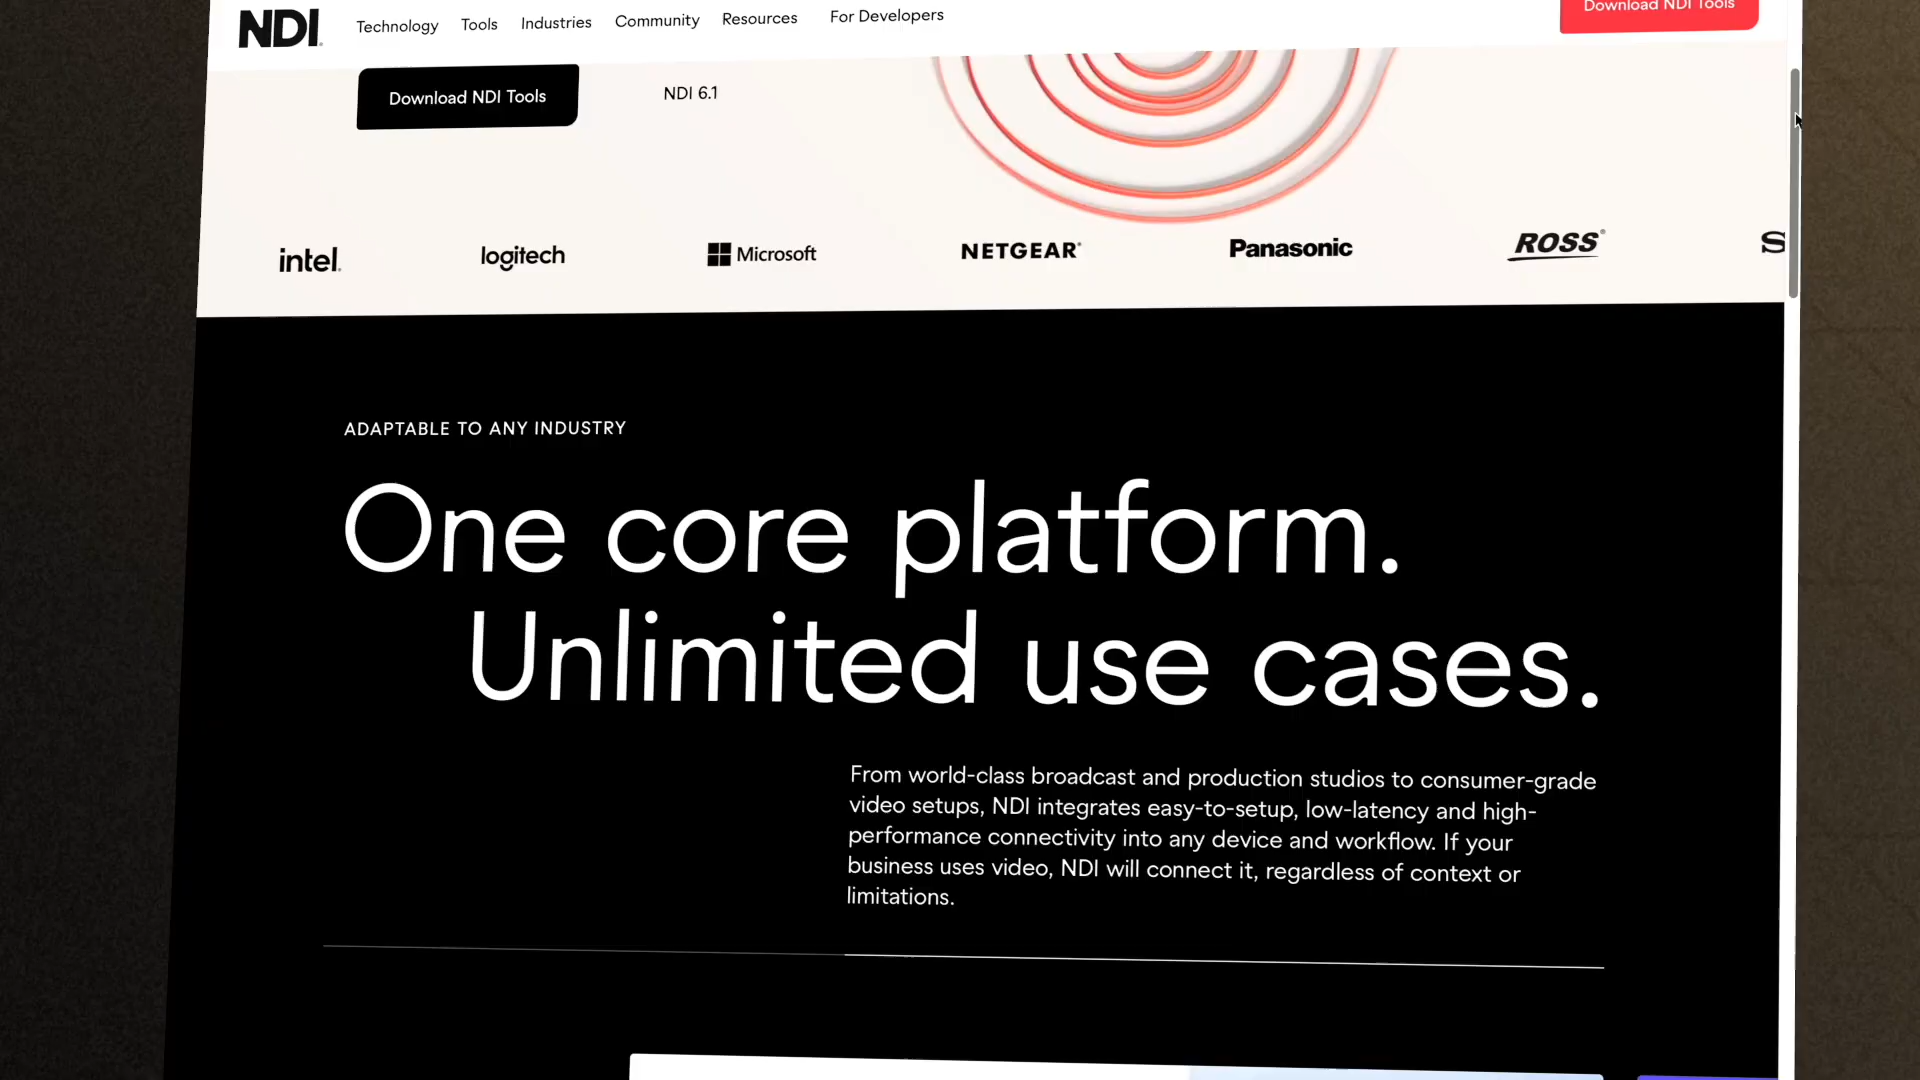 NDI
Technology Tools Industries Community Resources For Developers
Download NDI Tools
Download NDI Tools
NDI 6.1
intel. logitech Microsoft NETGEAR Panasonic ROSS
ADAPTABLE TO ANY INDUSTRY
One core platform.
Unlimited use cases.
From world-class broadcast and production studios to consumer-grade
video setups, NDI integrates easy-to-setup, low-latency and high-
performance connectivity into any device and workflow. If your
business uses video, NDI will connect it, regardless of context or
limitations.